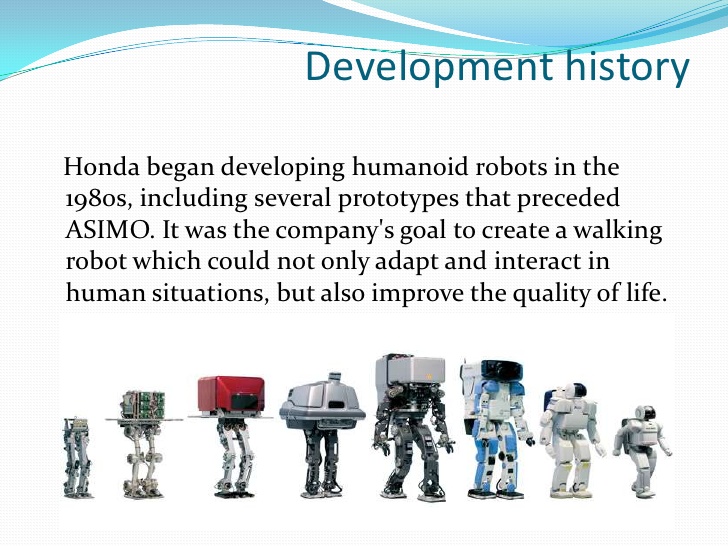 Development history
Honda began developing humanoid robots in the
1980s, including several prototypes that preceded
ASIMO. It was the company's goal to create a walking
robot which could not only adapt and interact in
human situations, but also improve the quality of life.